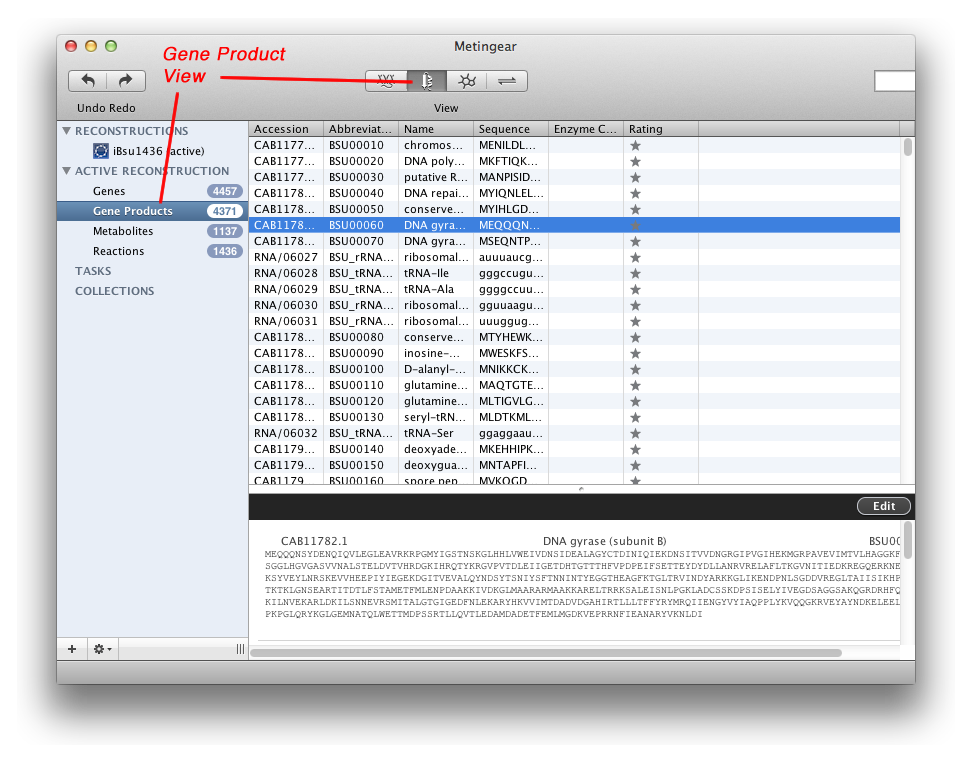 Metingear
Gene Product
View
Undo Redo
View
RECONSTRUCTIONS
iBsu1436 (active)
ACTIVE RECONSTRUCTION
Genes 4457
Gene Products 4371
Metabolites 1137
Reactions 1436
TASKS
COLLECTIONS
Accession Abbreviat... Name Sequence Enzyme C... Rating
CAB1177... BSU00010 chromos... MENILDL...
CAB1177... BSU00020 DNA poly... MKFTIQK...
CAB1177... BSU00030 putative R... MANPISID...
CAB1178... BSU00040 DNA repai... MYIQNLEL...
CAB1178... BSU00050 conserve... MYIHLGD...
CAB1178... BSU00060 DNA gyra... MEQQQN...
CAB1178... BSU00070 DNA gyra... MSEQNTP...
RNA/06027 BSU_rRNA... ribosomal... auuuaucg...
RNA/06028 BSU_tRNA... tRNA-Ile gggccugu...
RNA/06029 BSU_tRNA... tRNA-Ala ggggccuu...
RNA/06030 BSU_rRNA... ribosomal... gguuaagu...
RNA/06031 BSU_rRNA... ribosomal... uuuggug...
CAB1178... BSU00080 conserve... MTYHEWK...
CAB1178... BSU00090 inosine-... MWESKFS...
CAB1178... BSU00100 D-alanyl-... MNIKKCK...
CAB1178... BSU00110 glutamine... MAQTGTE...
CAB1178... BSU00120 glutamine... MLTIGVLG...
CAB1178... BSU00130 seryl-tRN... MLDTKML...
RNA/06032 BSU_tRNA... tRNA-Ser ggaggaau...
CAB1179... BSU00140 deoxyade... MKEHHIPK...
CAB1179... BSU00150 deoxygua... MNTAPFI...
CAB1179 BSU00160 spore pep MVKQGD
Edit
CAB11782.1 DNA gyrase (subunit B) BSU00
MEQQQNSYDENQIQVLEGLEAVRKRPGMYIGSTNSKGLHHLVWEIVDNSIDEALAGYCTDINIQIEKDNSITVVDNGRGIPVGIHEKMGRPAVEVIMTVLHAGGKF
SGGLHGVGASVVNALSTELDVTVHRDGKIHRQTYKRGVPVTDLEIIGETDHTGTTTHFVPDPEIFSETTEYDYDLLANRVRELAFLTKGVNITIEDKREGQERKNE
KSYVEYLNRSKEVVHEEPIYIEGEKDGITVEVALQYNDSYTSNIYSFTNNINTYEGGTHEAGFKTGLTRVINDYARKKGLIKENDPNLSGDDVREGLTAIISIKHP
TKTKLGNSEARTITDTLFSTAMETFMLENPDAAKKIVDKGLMAARARMAAKKARELTRRKSALEISNLPGKLADCSSKDPSISELYIVEGDSAGGSAKQGRDRHFQ
KILNVEKARLDKILSNNEVRSMITALGTGIGEDFNLEKARYHKVVIMTDADVDGAHIRTLLLTFFYRYMRQIIENGYVYIAQPPLYKVQQGKRVEYAYNDKELEEL
PKPGLQRYKGLGEMNATQLWETTMDPSSRTLLQVTLEDAMDADETFEMLMGDKVEPRRNFIEANARYVKNLDI